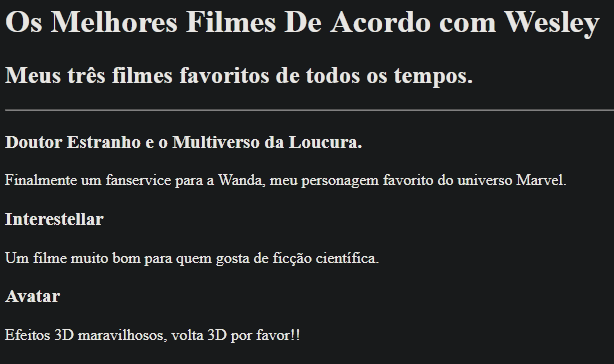 Os Melhores Filmes De Acordo com Wesley
Meus três filmes favoritos de todos os tempos.
Doutor Estranho e o Multiverso da Loucura.
Finalmente um fanservice para a Wanda, meu personagem favorito do universo Marvel.
Interestellar
Um filme muito bom para quem gosta de ficção científica.
Avatar
Efeitos 3D maravilhosos, volta 3D por favor!!